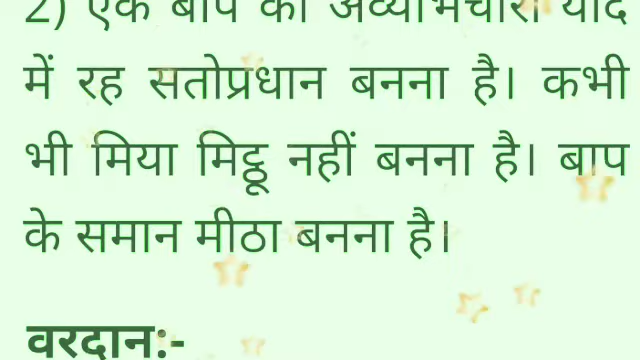 2) एक बाप की अव्यभिचारी याद
में रह सतोप्रधान बनना है। कभी
भी मिया मिट्ठू नहीं बनना है। बाप
के समान मीठा बनना है।
वरदान:-